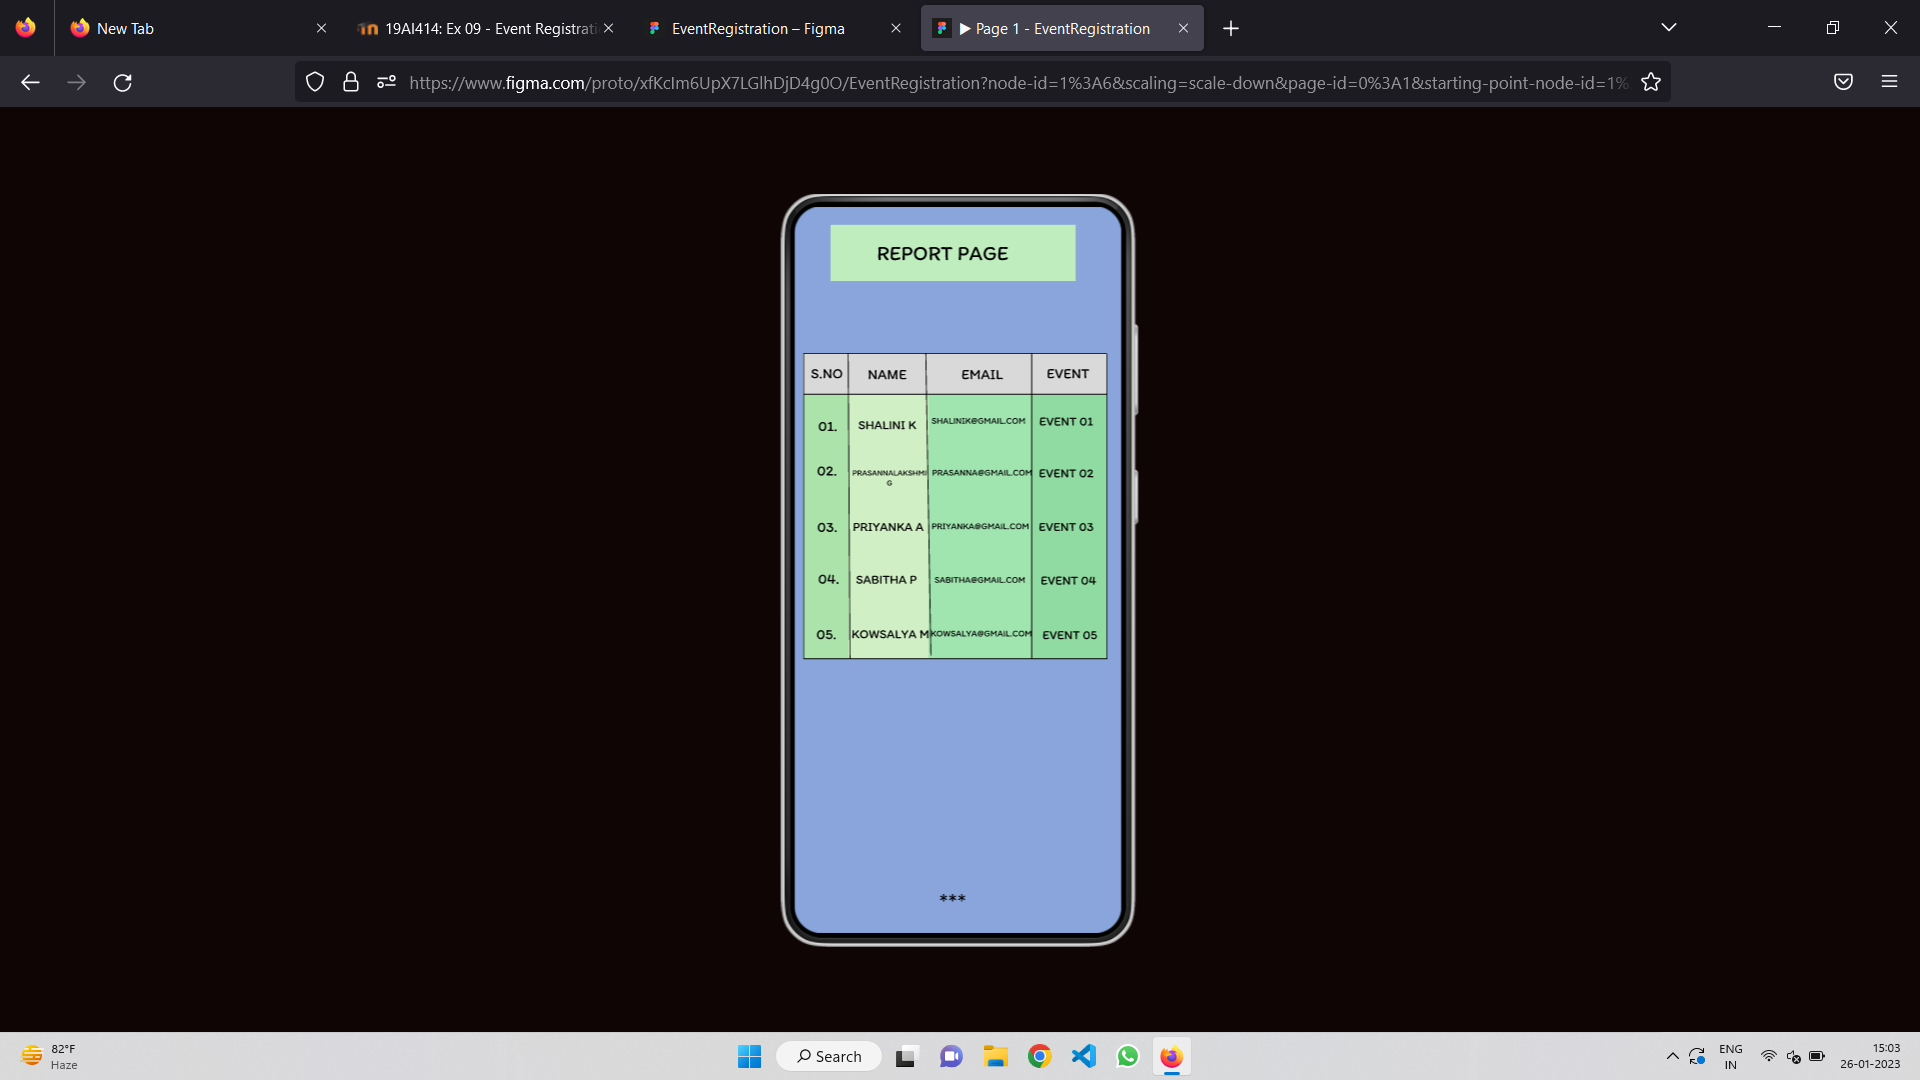 New Tab
19AI414: Ex 09 - Event Registrati
EventRegistration – Figma
Page 1 - EventRegistration
https://www.figma.com/proto/xfKcIm6UpX7LGlhDjD4g0O/EventRegistration?node-id=1%3A6&scaling=scale-down&page-id=0%3A1&starting-point-node-id=1%
REPORT PAGE
S.NO NAME EMAIL EVENT
01. SHALINI K SHALINIK@GMAIL.COM EVENT 01
02. PRASANNALAKSHMI G PRASANNA@GMAIL.COM EVENT 02
03. PRIYANKA A PRIYANKA@GMAIL.COM EVENT 03
04. SABITHA P SABITHA@GMAIL.COM EVENT 04
05. KOWSALYA M KOWSALYA@GMAIL.COM EVENT 05
***
82°F
Haze
Search
ENG
IN
15:03
26-01-2023